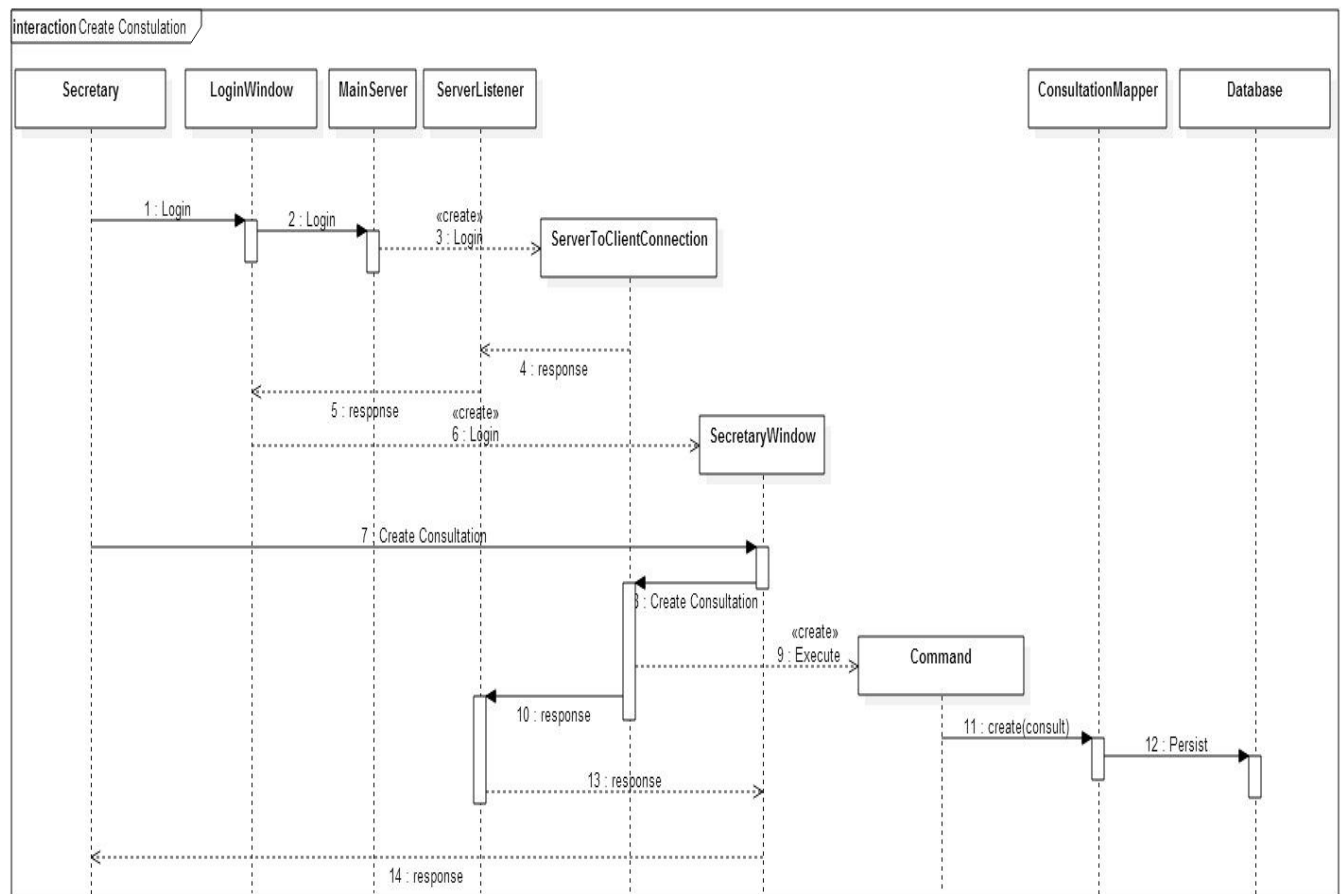 interaction Create Constulation
Secretary
LoginWindow
MainServer
ServerListener
ConsultationMapper
Database
1 : Login
2 : Login
«create»
3 : Login
ServerToClientConnection
4 : response
5 : response
«create»
6 : Login
SecretaryWindow
7 : Create Consultation
8 : Create Consultation
«create»
9 : Execute
Command
10 : response
11 : create(consult)
12 : Persist
13 : response
14 : response